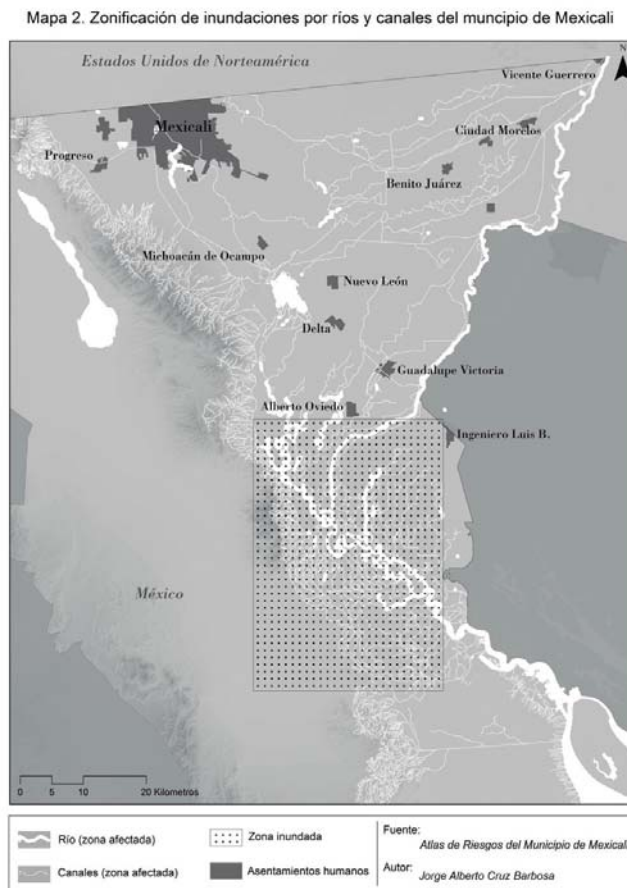 Mapa 2. Zonificación de inundaciones por ríos y canales del muncipio de Mexicali
Estados Unidos de Norteamérica
N
Vicente Guerrero
Mexicali
Ciudad Morelos
Progreso
Benito Juárez
Michoacán de Ocampo
Nuevo León
Delta
Guadalupe Victoria
Alberto Oviedo
Ingeniero Luis B.
México
0 5 10 20 Kilometros
Río (zona afectada)
Zona inundada
Fuente:
Atlas de Riesgos del Municipio de Mexicali
Canales (zona afectada)
Asentamientos humanos
Autor:
Jorge Alberto Cruz Barbosa